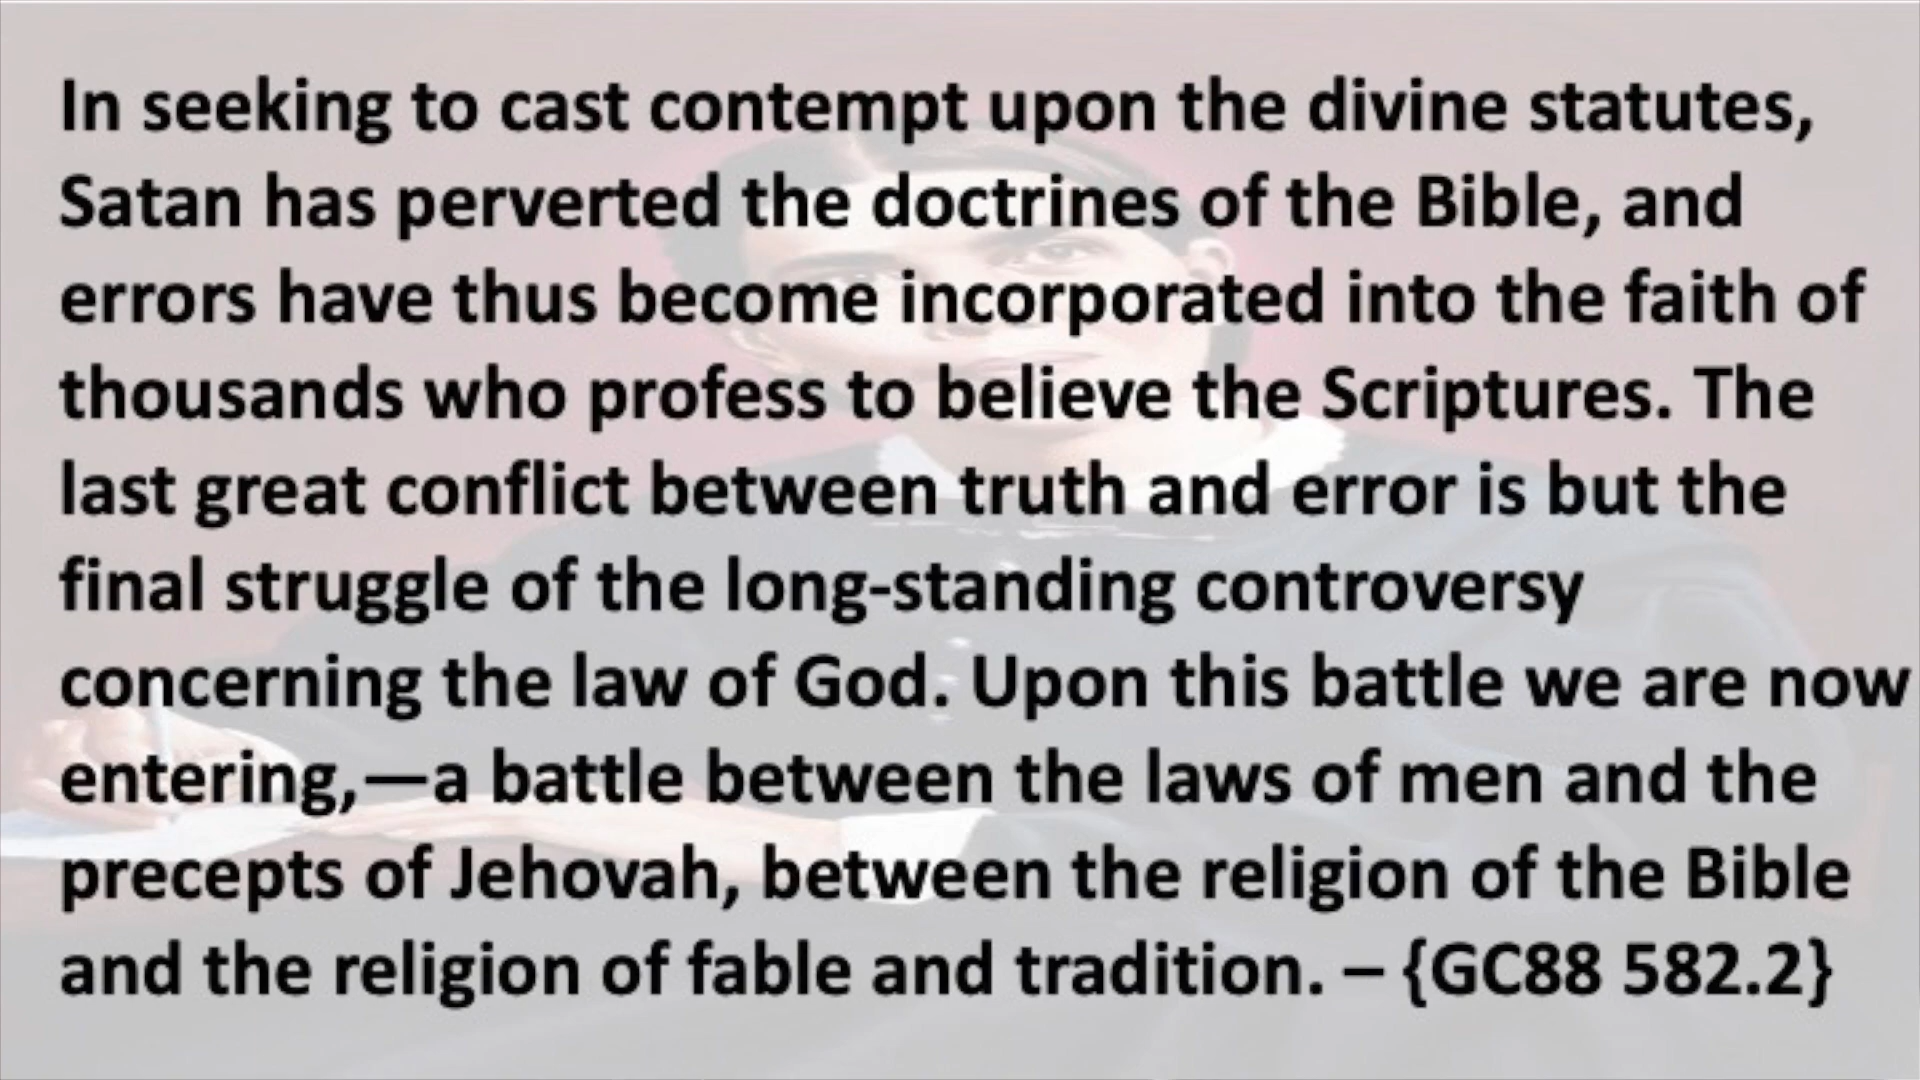 In seeking to cast contempt upon the divine statutes,
Satan has perverted the doctrines of the Bible, and
errors have thus become incorporated into the faith of
thousands who profess to believe the Scriptures. The
last great conflict between truth and error is but the
final struggle of the long-standing controversy
concerning the law of God. Upon this battle we are now
entering,—a battle between the laws of men and the
precepts of Jehovah, between the religion of the Bible
and the religion of fable and tradition. – {GC88 582.2}